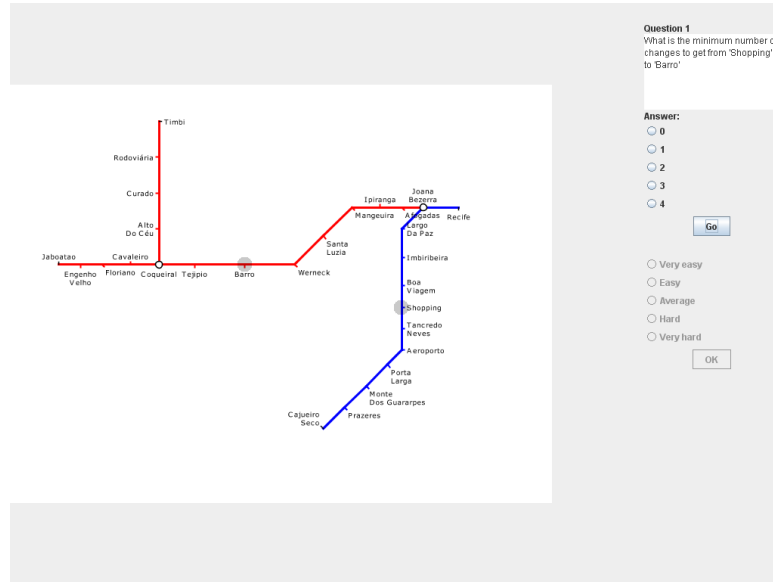 Question 1
What is the minimum number
changes to get from 'Shopping'
to 'Barro'
Answer:
0
1
2
3
4
Go
Very easy
Easy
Average
Hard
Very hard
OK
Timbi
Rodoviária
Curado
Alto
Do Céu
Jaboatao
Cavaleiro
Engenho
Velho
Floriano
Coqueiral
Tejipio
Barro
Werneck
Santa
Luzia
Mangeuira
Ipiranga
Joana
Bezerra
Afogadas
Recife
Largo
Da Paz
Imbiribeira
Boa
Viagem
Shopping
Tancredo
Neves
Aeroporto
Porta
Larga
Monte
Dos Guararpes
Prazeres
Cajueiro
Seco